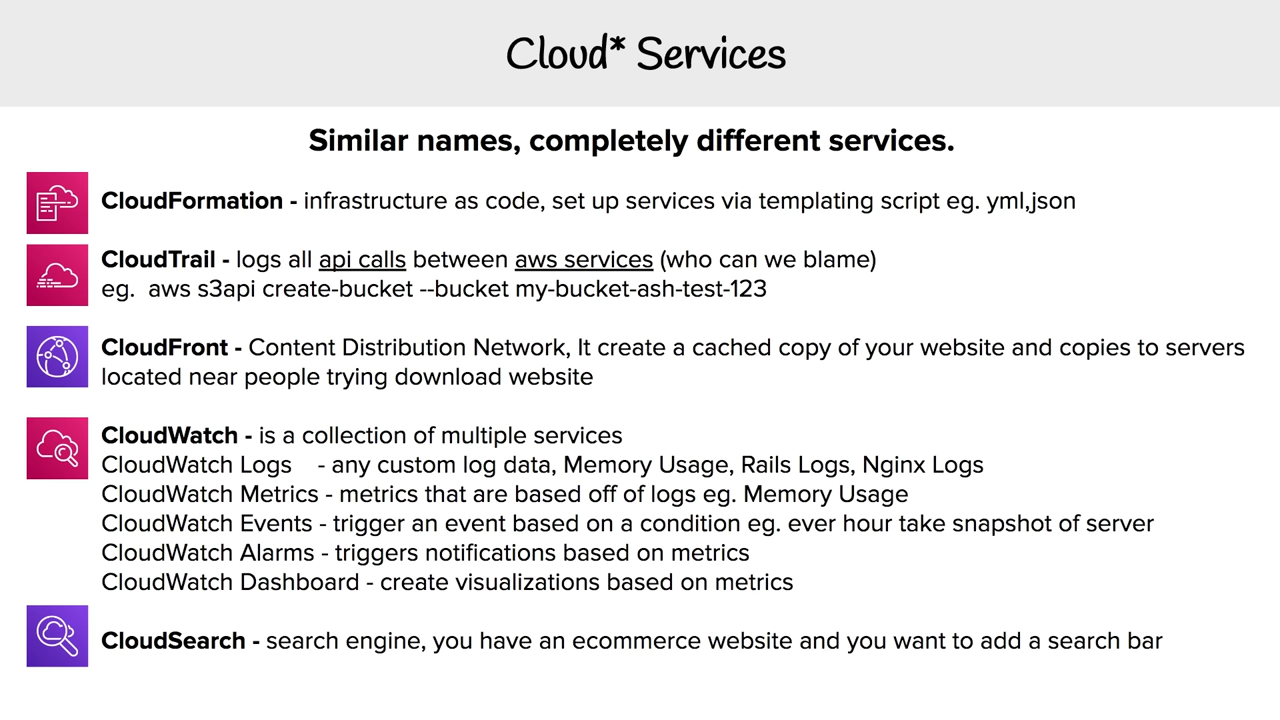 Cloud* Services
Similar names, completely different services.
CloudFormation - infrastructure as code, set up services via templating script eg. yml,json
CloudTrail - logs all api calls between aws services (who can we blame)
eg. aws s3api create-bucket --bucket my-bucket-ash-test-123
CloudFront - Content Distribution Network, It create a cached copy of your website and copies to servers
located near people trying download website
CloudWatch - is a collection of multiple services
CloudWatch Logs - any custom log data, Memory Usage, Rails Logs, Nginx Logs
CloudWatch Metrics - metrics that are based off of logs eg. Memory Usage
CloudWatch Events - trigger an event based on a condition eg. ever hour take snapshot of server
CloudWatch Alarms - triggers notifications based on metrics
CloudWatch Dashboard - create visualizations based on metrics
CloudSearch - search engine, you have an ecommerce website and you want to add a search bar